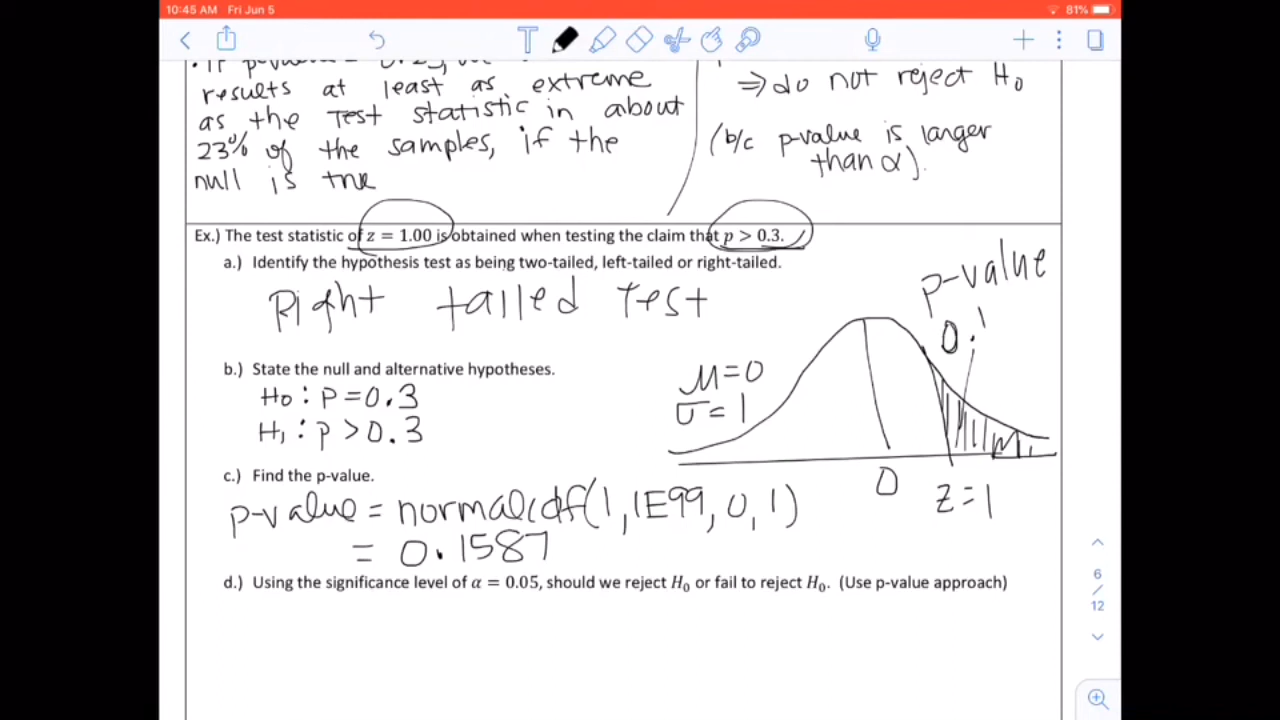 10:45 AM Fri Jun 5
81%
results at least as extreme
as the Test statistic in about
23% of the samples, if the
null is true
⇒ do not reject H₀
(b/c p-value is larger
than α).
Ex.) The test statistic of z = 1.00 is obtained when testing the claim that p > 0.3.
a.) Identify the hypothesis test as being two-tailed, left-tailed or right-tailed.
Right tailed Test
p-value
0.1
b.) State the null and alternative hypotheses.
H₀ : P = 0.3
H₁ : p > 0.3
μ = 0
σ = 1
0
z = 1
c.) Find the p-value.
p-value = normalcdf(1, 1E99, 0, 1)
= 0.1587
d.) Using the significance level of α = 0.05, should we reject H₀ or fail to reject H₀. (Use p-value approach)
6
/
12